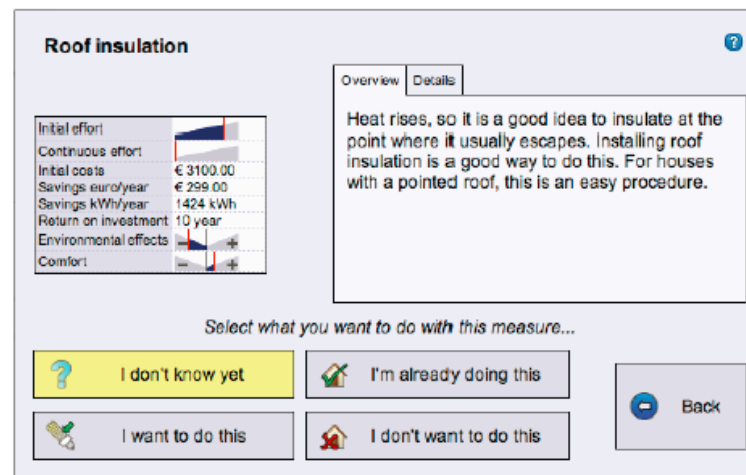 Roof insulation
?
Overview Details
Heat rises, so it is a good idea to insulate at the
point where it usually escapes. Installing roof
insulation is a good way to do this. For houses
with a pointed roof, this is an easy procedure.
Initial effort
Continuous effort
Initial costs € 3100.00
Savings euro/year € 299.00
Savings kWh/year 1424 kWh
Return on investment 10 year
Environmental effects − +
Comfort − +
Select what you want to do with this measure...
? I don't know yet
I'm already doing this
I want to do this
I don't want to do this
Back